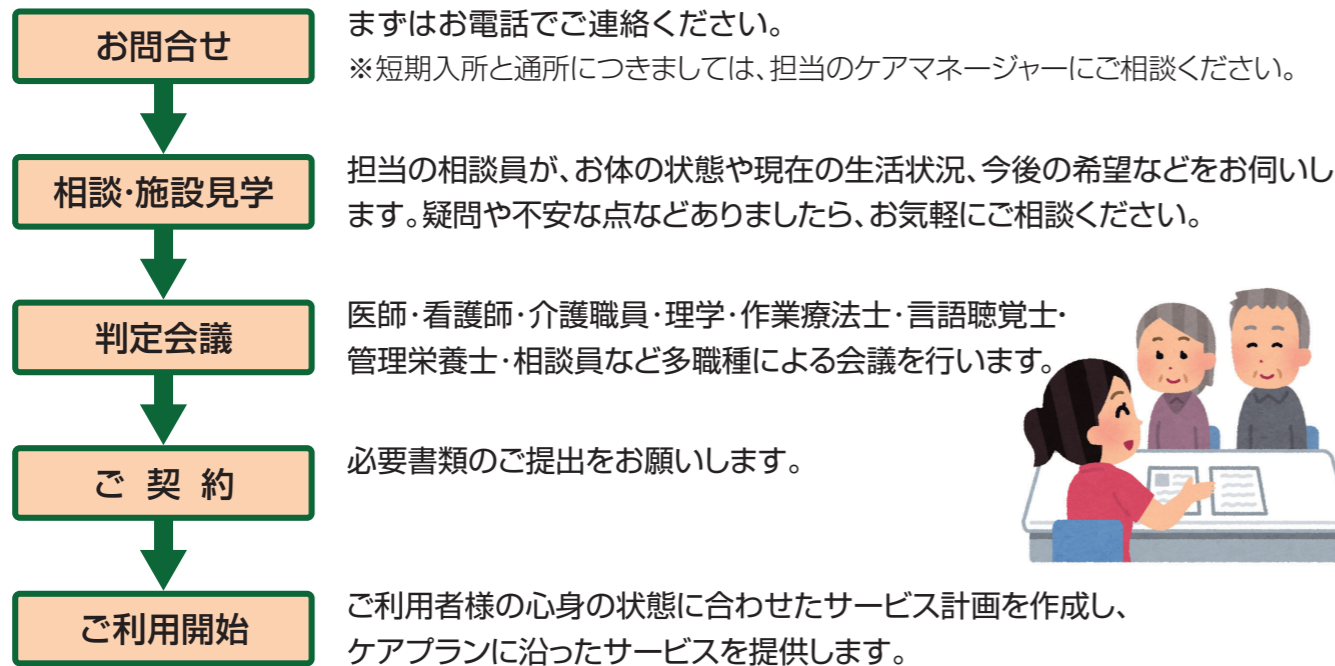 お問合せ
まずはお電話でご連絡ください。
※短期入所と通所につきましては、担当のケアマネージャーにご相談ください。
相談・施設見学
担当の相談員が、お体の状態や現在の生活状況、今後の希望などをお伺いし
ます。疑問や不安な点などありましたら、お気軽にご相談ください。
判定会議
医師・看護師・介護職員・理学・作業療法士・言語聴覚士・
管理栄養士・相談員など多職種による会議を行います。
ご 契 約
必要書類のご提出をお願いします。
ご利用開始
ご利用者様の心身の状態に合わせたサービス計画を作成し、
ケアプランに沿ったサービスを提供します。